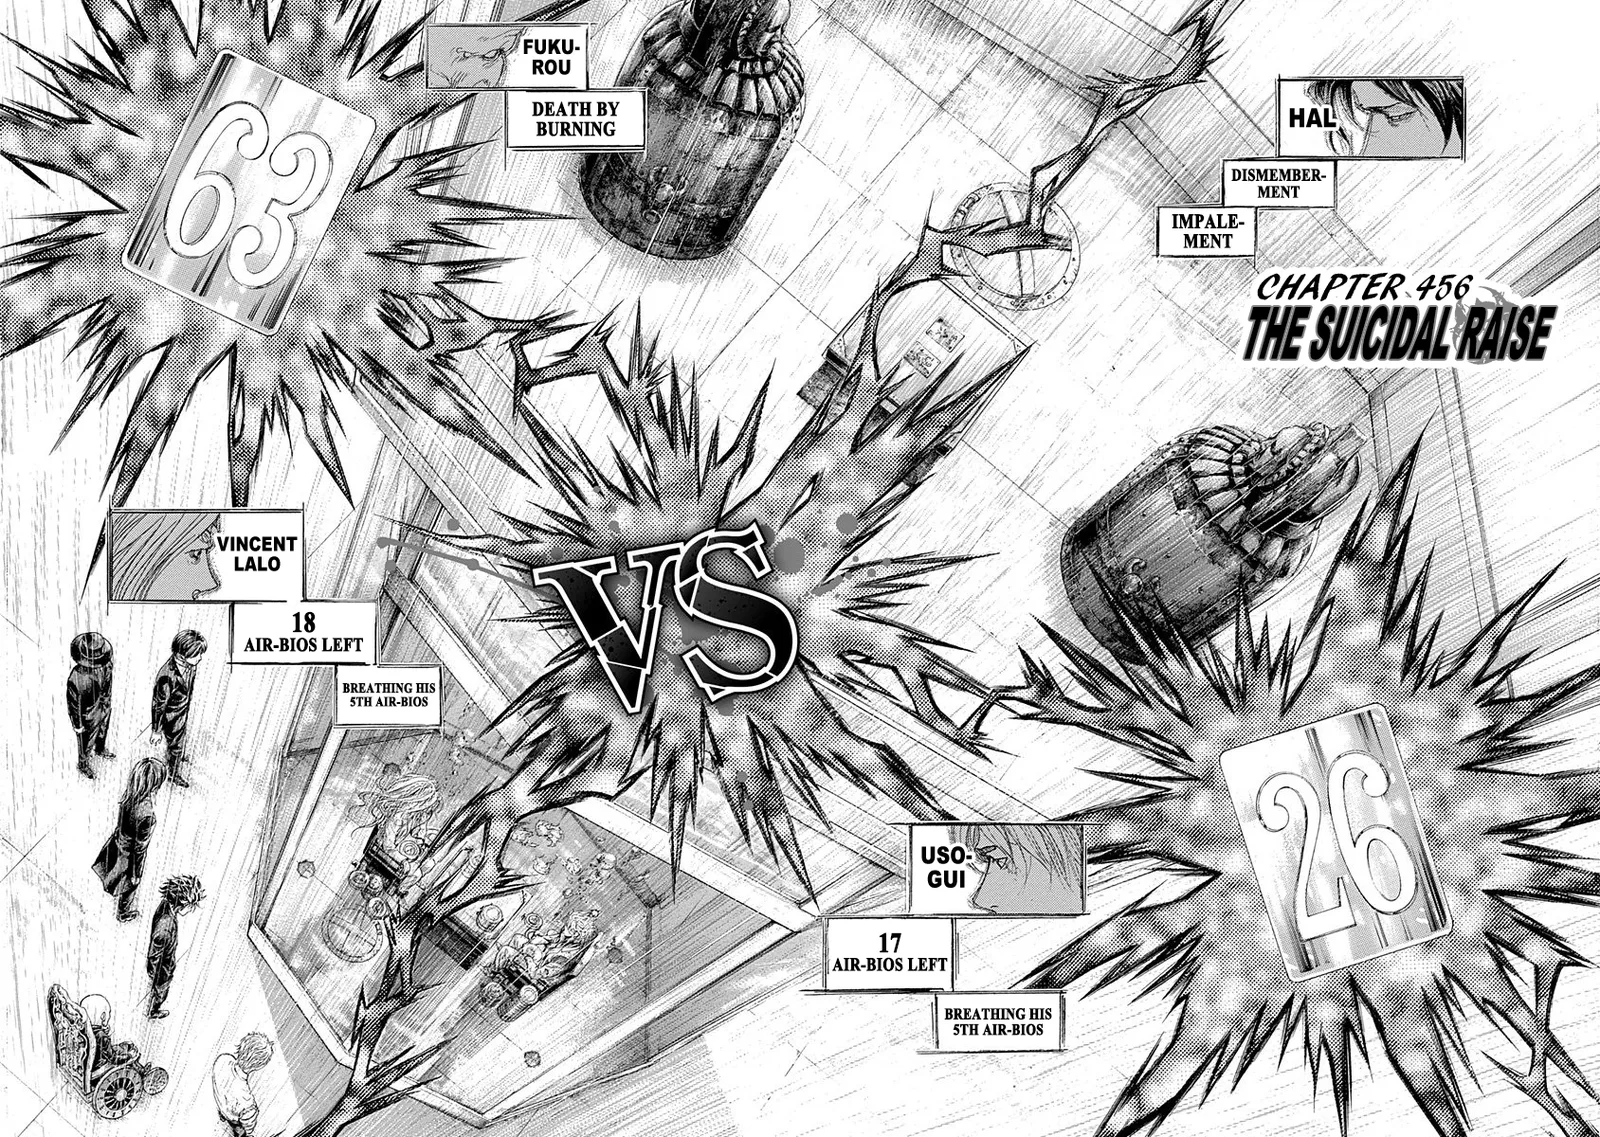 63
FUKU-
ROU
DEATH BY
BURNING
HAL
DISMEMBER-
MENT
IMPALE-
MENT
CHAPTER 456
THE SUICIDAL RAISE
VINCENT
LALO
18
AIR-BIOS LEFT
BREATHING HIS
5TH AIR-BIOS
VS
26
USO-
GUI
17
AIR-BIOS LEFT
BREATHING HIS
5TH AIR-BIOS